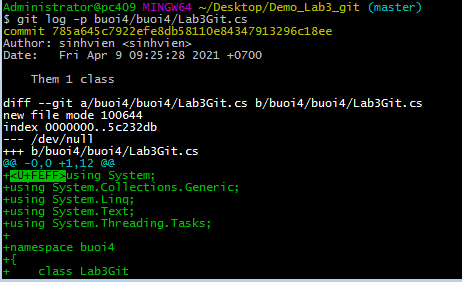 Administrator@pc409 MINGW64 ~/Desktop/Demo_Lab3_git (master)
$ git log -p buoi4/buoi4/Lab3Git.cs
commit 785a645c7922efe8db58110e84347913296c18ee
Author: sinhvien <sinhvien>
Date:   Fri Apr 9 09:25:28 2021 +0700
    Them 1 class
diff --git a/buoi4/buoi4/Lab3Git.cs b/buoi4/buoi4/Lab3Git.cs
new file mode 100644
index 0000000..5c232db
--- /dev/null
+++ b/buoi4/buoi4/Lab3Git.cs
@@ -0,0 +1,12 @@
+<U+FEFF>using System;
+using System.Collections.Generic;
+using System.Linq;
+using System.Text;
+using System.Threading.Tasks;
+
+namespace buoi4
+{
+    class Lab3Git